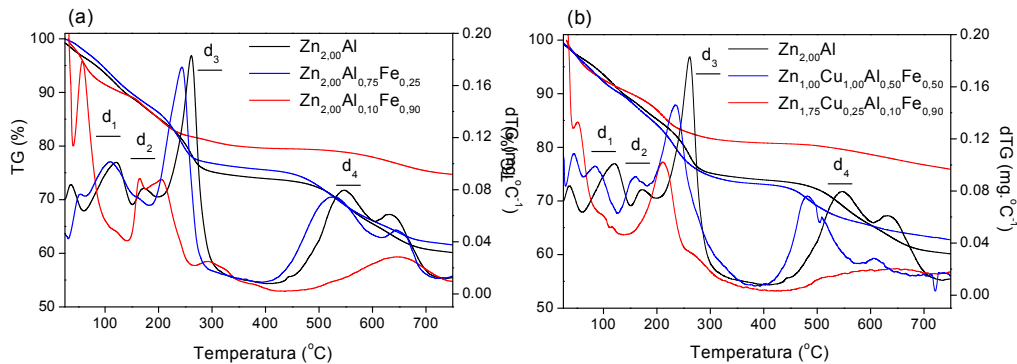 (a)
Zn2,00Al
Zn2,00Al0,75Fe0,25
Zn2,00Al0,10Fe0,90
d1
d2
d3
d4
100
90
80
70
60
50
TG (%)
0.20
0.16
0.12
0.08
0.04
0.00
dTG (mg.°C-1)
100 200 300 400 500 600 700
Temperatura (°C)
(b)
Zn2,00Al
Zn1,00Cu1,00Al0,50Fe0,50
Zn1,75Cu0,25Al0,10Fe0,90
d1
d2
d3
d4
100
90
80
70
60
50
TG (%)
0.20
0.16
0.12
0.08
0.04
0.00
dTG (mg.°C-1)
100 200 300 400 500 600 700
Temperatura (°C)